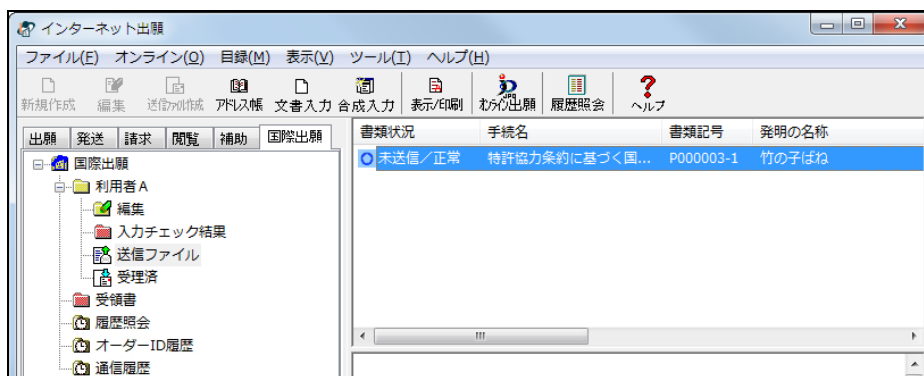 インターネット出願
ファイル(F) オンライン(O) 目録(M) 表示(V) ツール(T) ヘルプ(H)
新規作成 編集 送信ファイル作成 アドレス帳 文書入力 合成入力 表示/印刷 オンライン出願 履歴照会 ヘルプ
出願 発送 請求 閲覧 補助 国際出願
国際出願
利用者A
編集
入力チェック結果
送信ファイル
受理済
受領書
履歴照会
オーダーID履歴
通信履歴
書類状況 手続名 書類記号 発明の名称
未送信/正常 特許協力条約に基づく国... P000003-1 竹の子ばね